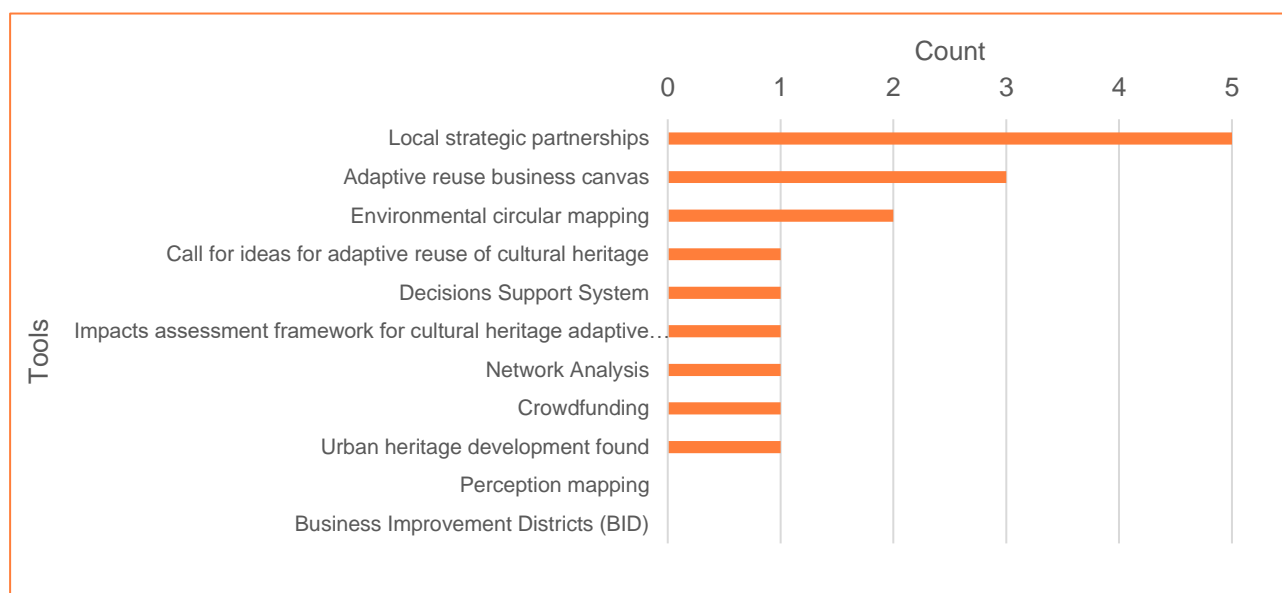 Count
0 1 2 3 4 5
Local strategic partnerships
Adaptive reuse business canvas
Environmental circular mapping
Call for ideas for adaptive reuse of cultural heritage
Decisions Support System
Impacts assessment framework for cultural heritage adaptive…
Network Analysis
Crowdfunding
Urban heritage development found
Perception mapping
Business Improvement Districts (BID)
Tools